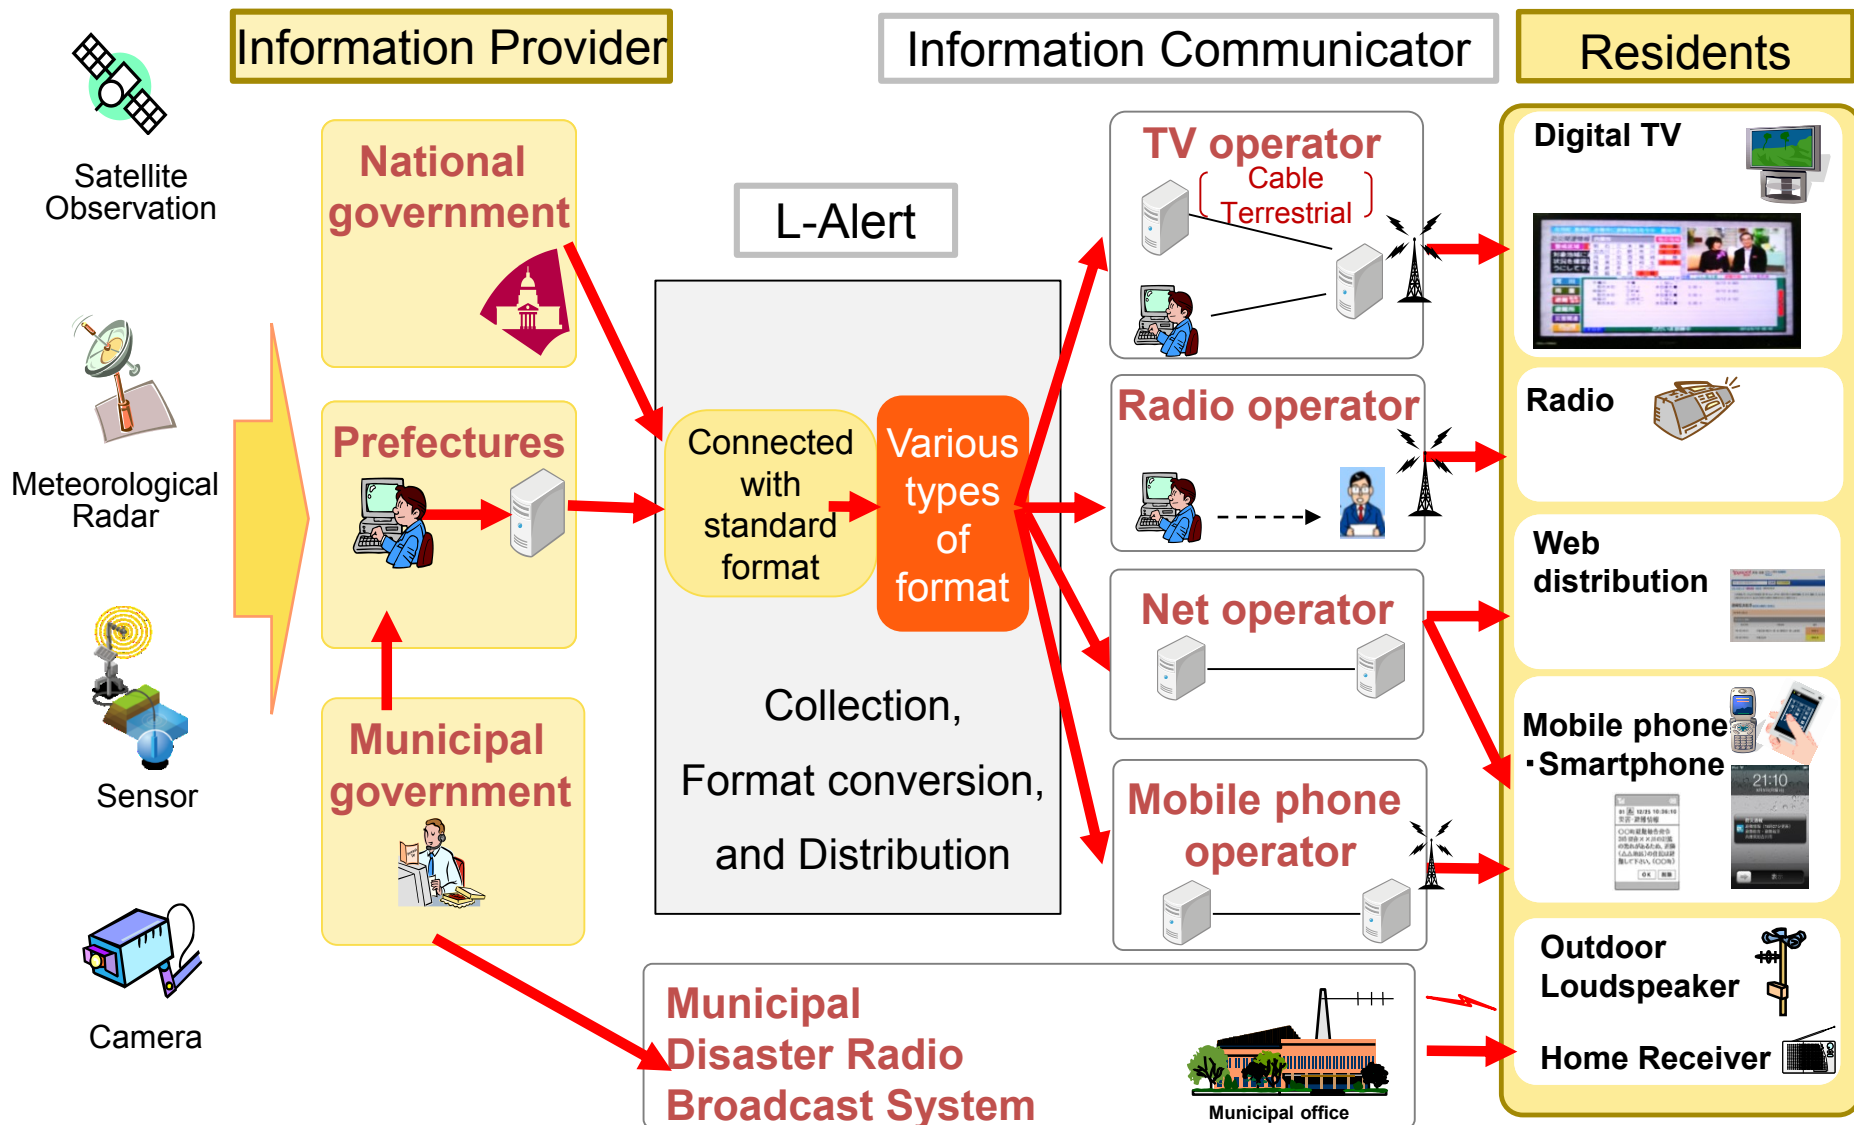 Information Provider
Information Communicator
Residents
Satellite
Observation
Meteorological
Radar
Sensor
Camera
National
government
Prefectures
Municipal
government
L-Alert
Connected
with
standard
format
Various
types
of
format
Collection,
Format conversion,
and Distribution
TV operator
Cable
Terrestrial
Radio operator
Net operator
Mobile phone
operator
Municipal
Disaster Radio
Broadcast System
Municipal office
Digital TV
Radio
Web
distribution
Mobile phone
・Smartphone
21:10
OK
Outdoor
Loudspeaker
Home Receiver